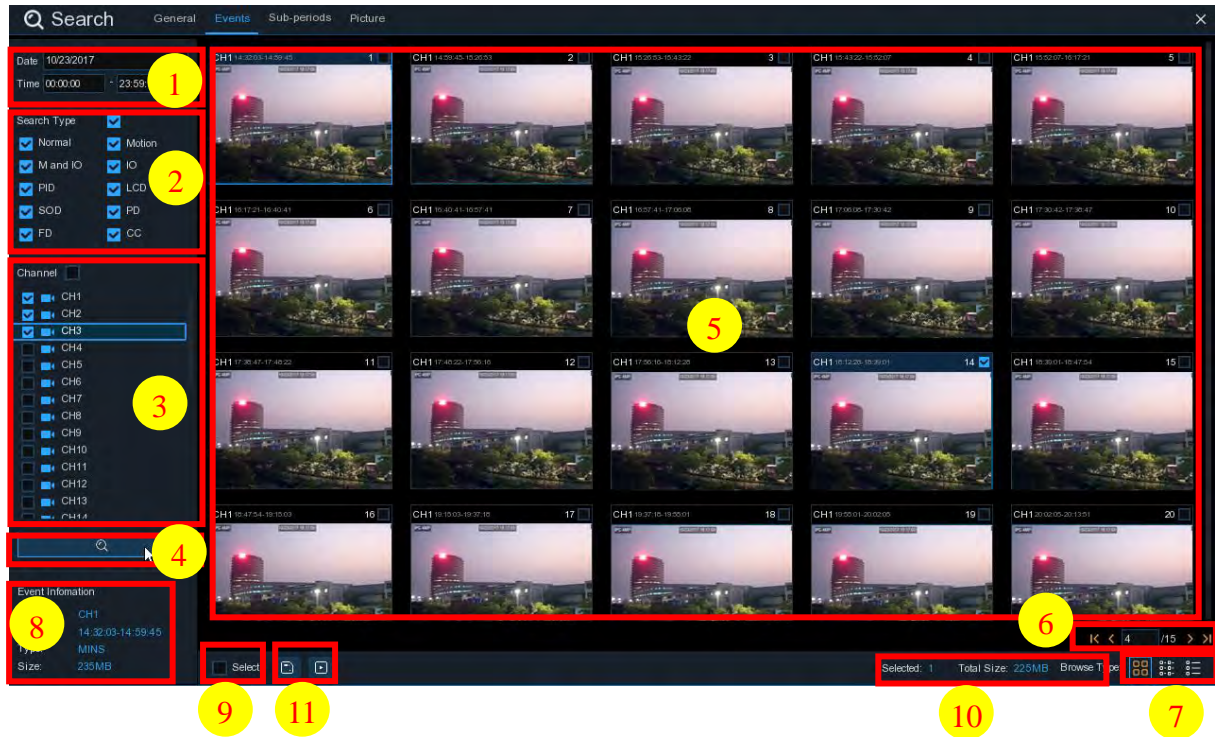 Search General Events Sub-periods Picture
Date 10/23/2017
Time 00:00:00 - 23:59:
1
Search Type
Normal Motion
M and IO IO
PID LCD
SOD PD
FD CC
2
Channel
CH1
CH2
CH3
CH4
CH5
CH6
CH7
CH8
CH9
CH10
CH11
CH12
CH13
CH14
3
4
Event Infomation
CH1
14:32:03-14:59:45
MINS
Size: 235MB
8
CH1 14:32:03-14:59:45 1
CH1 14:59:45-15:26:53 2
CH1 15:26:53-15:43:22 3
CH1 15:43:22-15:52:07 4
CH1 15:52:07-16:17:21 5
CH1 16:17:21-16:40:41 6
CH1 16:40:41-16:57:41 7
CH1 16:57:41-17:06:08 8
CH1 17:06:08-17:30:42 9
CH1 17:30:42-17:38:47 10
5
CH1 17:38:47-17:48:22 11
CH1 17:48:22-17:56:16 12
CH1 17:56:16-18:12:28 13
CH1 18:12:28-18:39:01 14
CH1 18:39:01-18:47:54 15
CH1 18:47:54-19:15:03 16
CH1 19:15:03-19:37:16 17
CH1 19:37:16-19:55:01 18
CH1 19:55:01-20:02:05 19
CH1 20:02:05-20:13:51 20
6
4 /15
Select
Selected: 1 Total Size: 225MB Browse Type
9
11
10
7